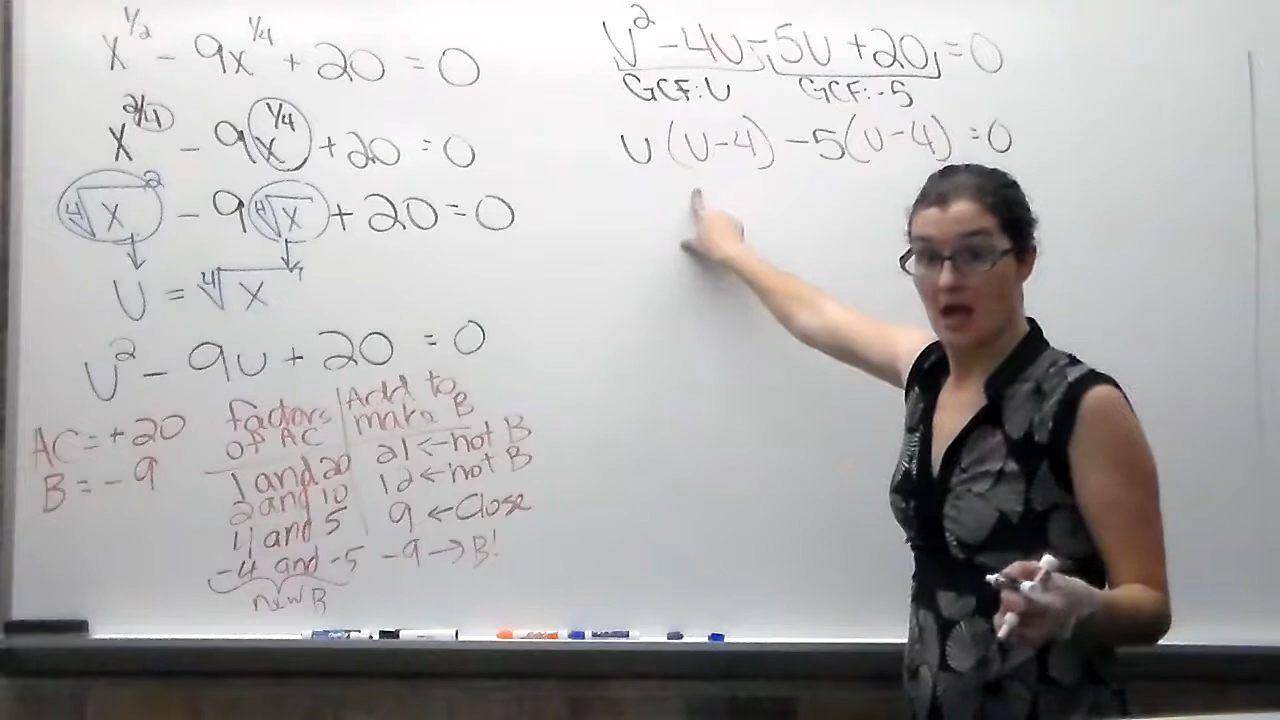 x^1/2 - 9x^1/4 + 20 = 0
x^2/4 - 9x^1/4 + 20 = 0
∜x² - 9∜x + 20 = 0
U = ∜x
U² - 9U + 20 = 0
AC = +20
B = -9
factors of AC | Add to make B
1 and 20 21 ← not B
2 and 10 12 ← not B
4 and 5 9 ← Close
-4 and -5 -9 → B!
new B
U² - 4U - 5U + 20 = 0
GCF: U GCF: -5
U(U-4) - 5(U-4) = 0